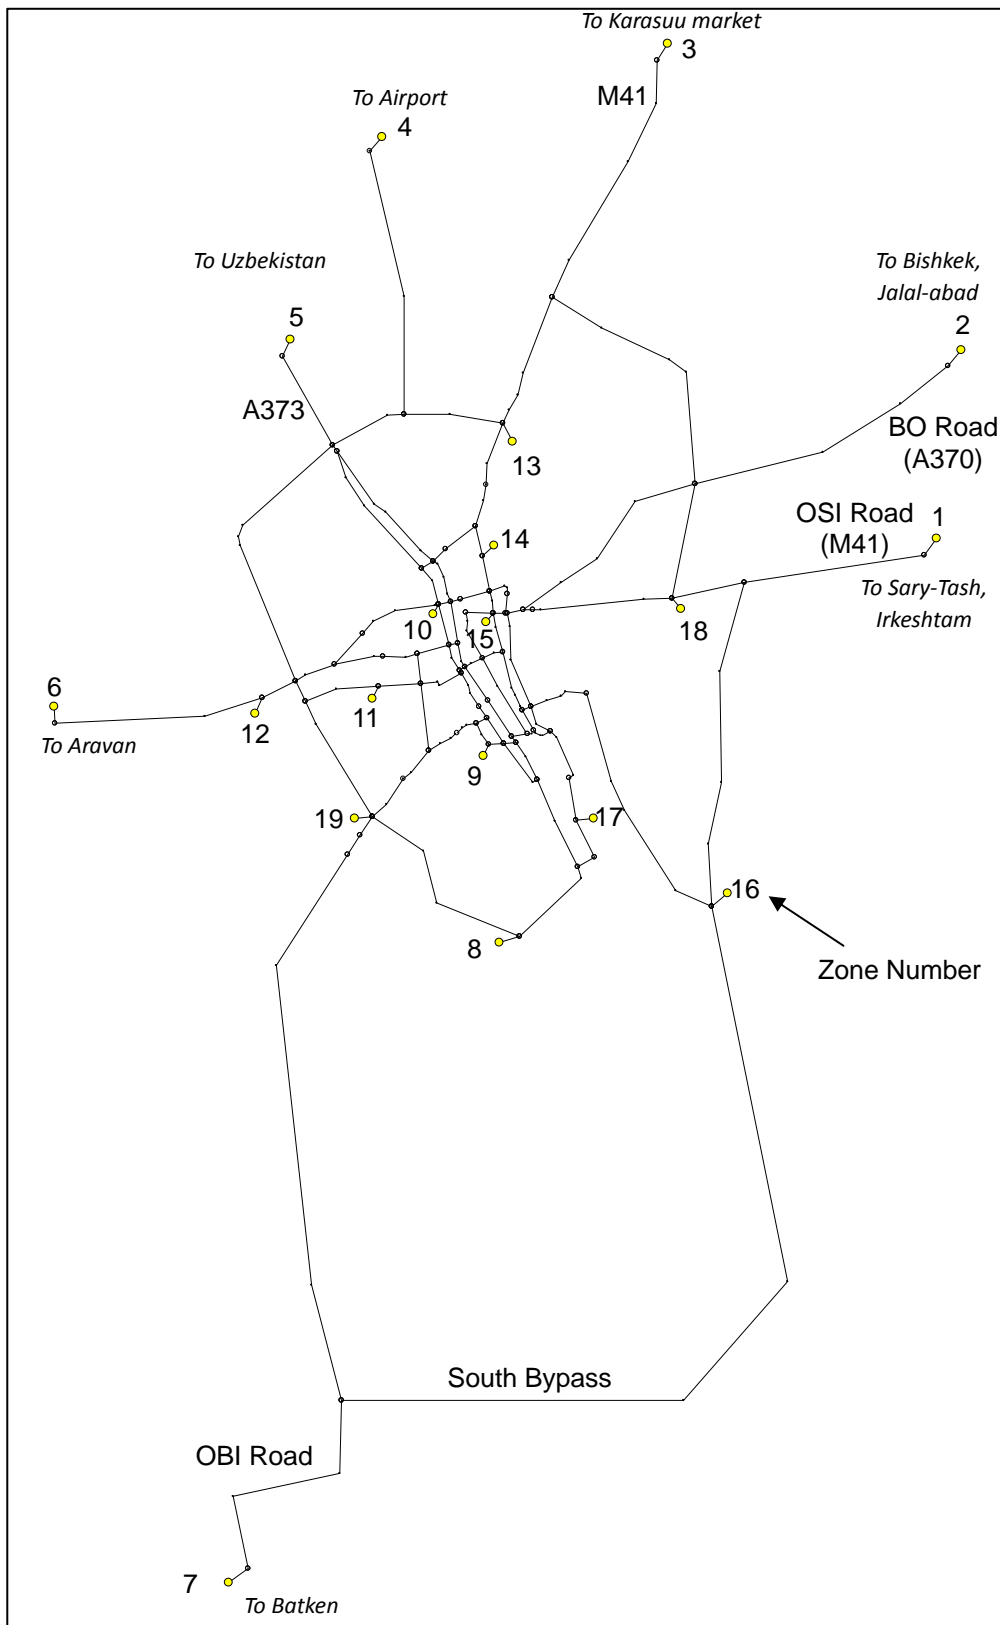 To Karasuu market
3
M41
To Airport
4
To Uzbekistan
To Bishkek,
Jalal-abad
5
2
A373
BO Road
(A370)
13
OSI Road
(M41)
1
14
To Sary-Tash,
Irkeshtam
10
15
18
6
To Aravan
12
11
9
19
17
16
8
Zone Number
South Bypass
OBI Road
7
To Batken